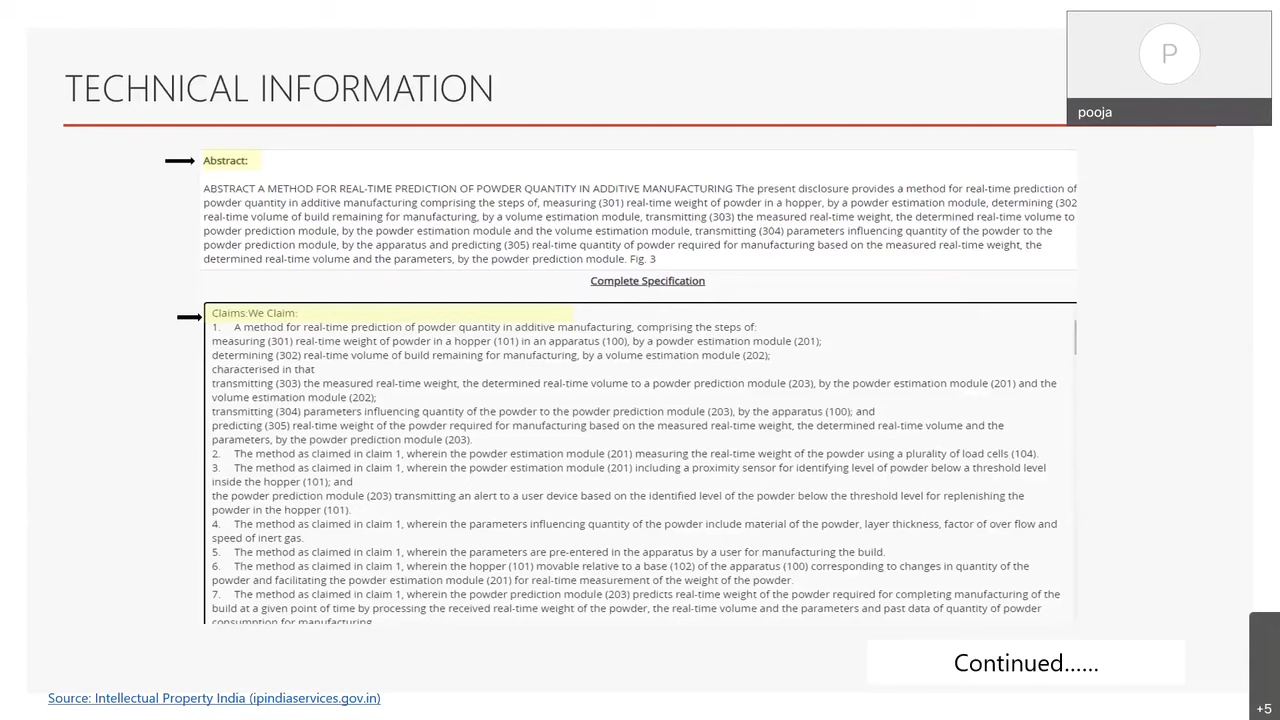 TECHNICAL INFORMATION
P
pooja
Abstract:
ABSTRACT A METHOD FOR REAL-TIME PREDICTION OF POWDER QUANTITY IN ADDITIVE MANUFACTURING The present disclosure provides a method for real-time prediction of
powder quantity in additive manufacturing comprising the steps of, measuring (301) real-time weight of powder in a hopper, by a powder estimation module, determining (302
real-time volume of build remaining for manufacturing, by a volume estimation module, transmitting (303) the measured real-time weight, the determined real-time volume to
powder prediction module, by the powder estimation module and the volume estimation module, transmitting (304) parameters influencing quantity of the powder to the
powder prediction module, by the apparatus and predicting (305) real-time quantity of powder required for manufacturing based on the measured real-time weight, the
determined real-time volume and the parameters, by the powder prediction module. Fig. 3
Complete Specification
Claims:We Claim:
1. A method for real-time prediction of powder quantity in additive manufacturing, comprising the steps of:
measuring (301) real-time weight of powder in a hopper (101) in an apparatus (100), by a powder estimation module (201);
determining (302) real-time volume of build remaining for manufacturing, by a volume estimation module (202);
characterised in that
transmitting (303) the measured real-time weight, the determined real-time volume to a powder prediction module (203), by the powder estimation module (201) and the
volume estimation module (202);
transmitting (304) parameters influencing quantity of the powder to the powder prediction module (203), by the apparatus (100); and
predicting (305) real-time weight of the powder required for manufacturing based on the measured real-time weight, the determined real-time volume and the
parameters, by the powder prediction module (203).
2. The method as claimed in claim 1, wherein the powder estimation module (201) measuring the real-time weight of the powder using a plurality of load cells (104).
3. The method as claimed in claim 1, wherein the powder estimation module (201) including a proximity sensor for identifying level of powder below a threshold level
inside the hopper (101); and
the powder prediction module (203) transmitting an alert to a user device based on the identified level of the powder below the threshold level for replenishing the
powder in the hopper (101).
4. The method as claimed in claim 1, wherein the parameters influencing quantity of the powder include material of the powder, layer thickness, factor of over flow and
speed of inert gas.
5. The method as claimed in claim 1, wherein the parameters are pre-entered in the apparatus by a user for manufacturing the build.
6. The method as claimed in claim 1, wherein the hopper (101) movable relative to a base (102) of the apparatus (100) corresponding to changes in quantity of the
powder and facilitating the powder estimation module (201) for real-time measurement of the weight of the powder.
7. The method as claimed in claim 1, wherein the powder prediction module (203) predicts real-time weight of the powder required for completing manufacturing of the
build at a given point of time by processing the received real-time weight of the powder, the real-time volume and the parameters and past data of quantity of powder
consumption for manufacturing
Continued......
Source: Intellectual Property India (ipindiaservices.gov.in)
+5